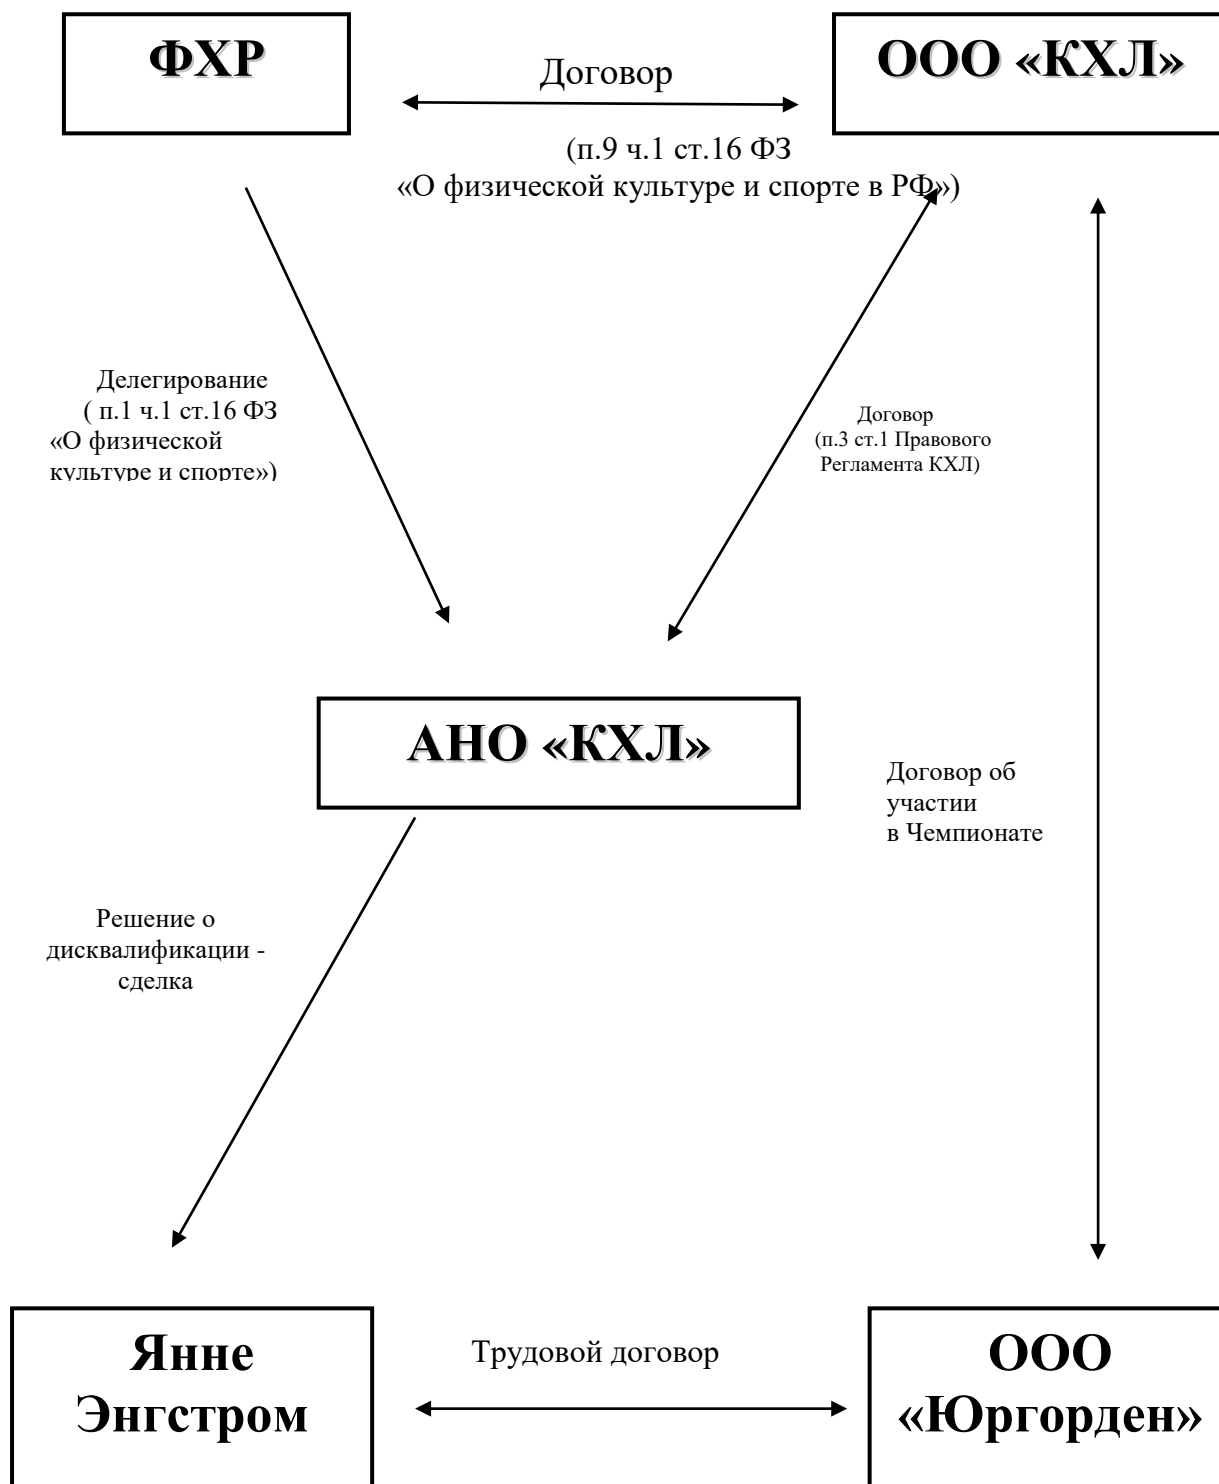 ФХР
ООО «КХЛ»
Договор
(п.9 ч.1 ст.16 ФЗ
«О физической культуре и спорте в РФ»)
Делегирование
( п.1 ч.1 ст.16 ФЗ
«О физической
культуре и спорте»)
Договор
(п.3 ст.1 Правового
Регламента КХЛ)
АНО «КХЛ»
Договор об
участии
в Чемпионате
Решение о
дисквалификации -
сделка
Янне
Энгстром
Трудовой договор
ООО
«Юргорден»